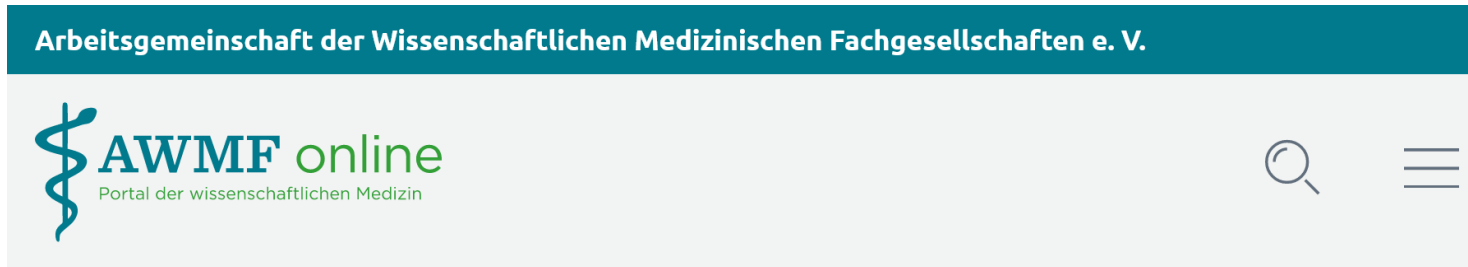 Arbeitsgemeinschaft der Wissenschaftlichen Medizinischen Fachgesellschaften e. V.
AWMF online
Portal der wissenschaftlichen Medizin